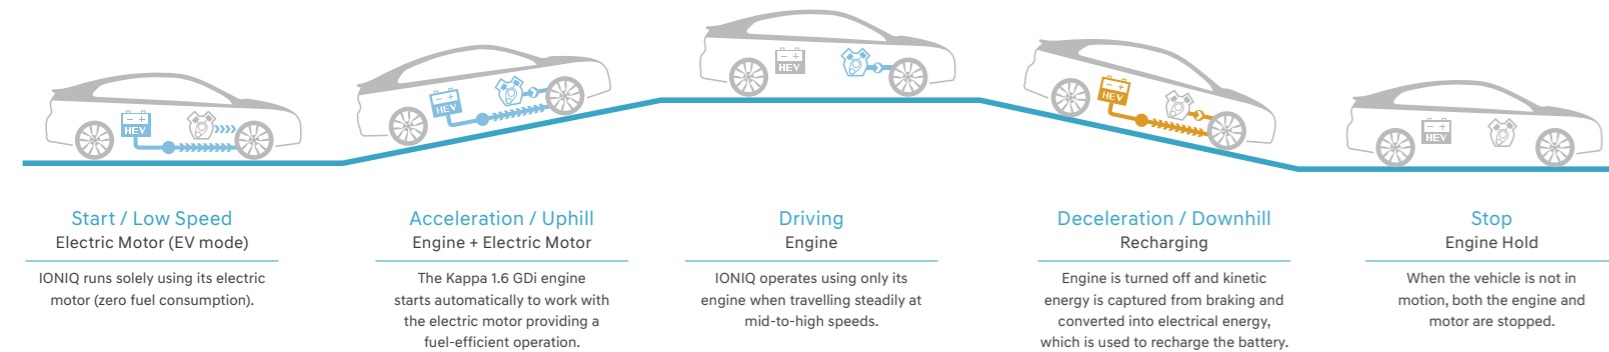 HEV
HEV
HEV
HEV
HEV
Start / Low Speed
Electric Motor (EV mode)
IONIQ runs solely using its electric
motor (zero fuel consumption).
Acceleration / Uphill
Engine + Electric Motor
The Kappa 1.6 GDi engine
starts automatically to work with
the electric motor providing a
fuel-efficient operation.
Driving
Engine
IONIQ operates using only its
engine when travelling steadily at
mid-to-high speeds.
Deceleration / Downhill
Recharging
Engine is turned off and kinetic
energy is captured from braking and
converted into electrical energy,
which is used to recharge the battery.
Stop
Engine Hold
When the vehicle is not in
motion, both the engine and
motor are stopped.